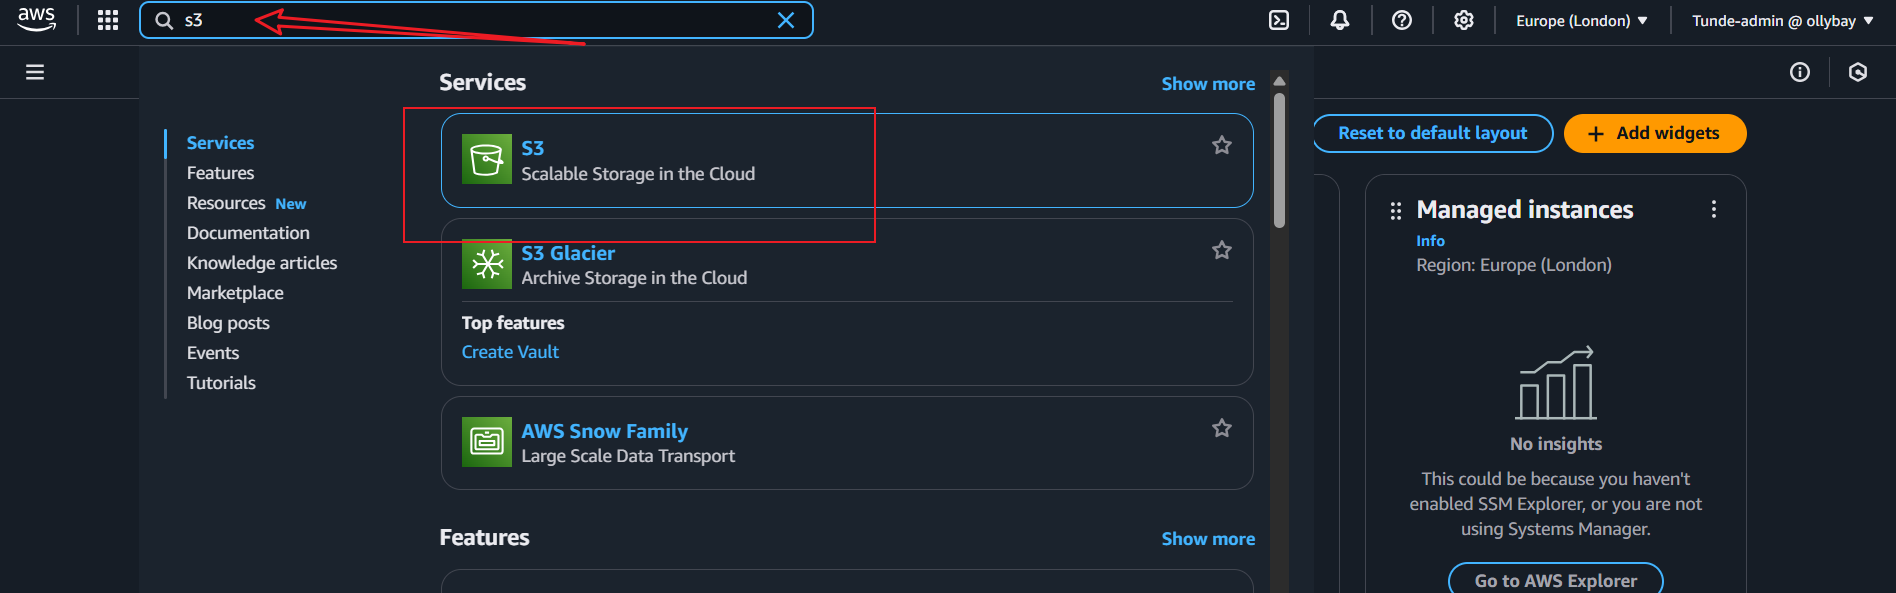 aws
s3
Europe (London)
Tunde-admin @ ollybay
Services
Features
Resources New
Documentation
Knowledge articles
Marketplace
Blog posts
Events
Tutorials
Services
Show more
S3
Scalable Storage in the Cloud
S3 Glacier
Archive Storage in the Cloud
Top features
Create Vault
AWS Snow Family
Large Scale Data Transport
Features
Show more
Reset to default layout
+ Add widgets
Managed instances
Info
Region: Europe (London)
No insights
This could be because you haven't
enabled SSM Explorer, or you are not
using Systems Manager.
Go to AWS Explorer